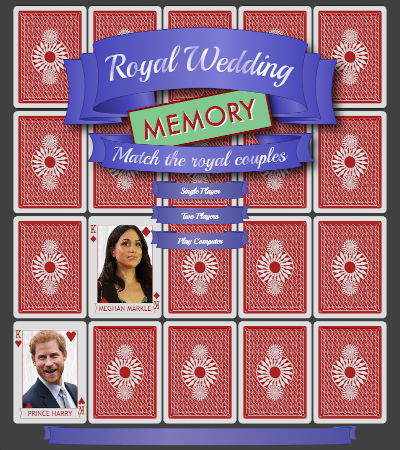 Royal Wedding
MEMORY
Match the royal couples
Single Player
Two Players
Play Computer
K
MEGHAN MARKLE
K
K
PRINCE HARRY
K